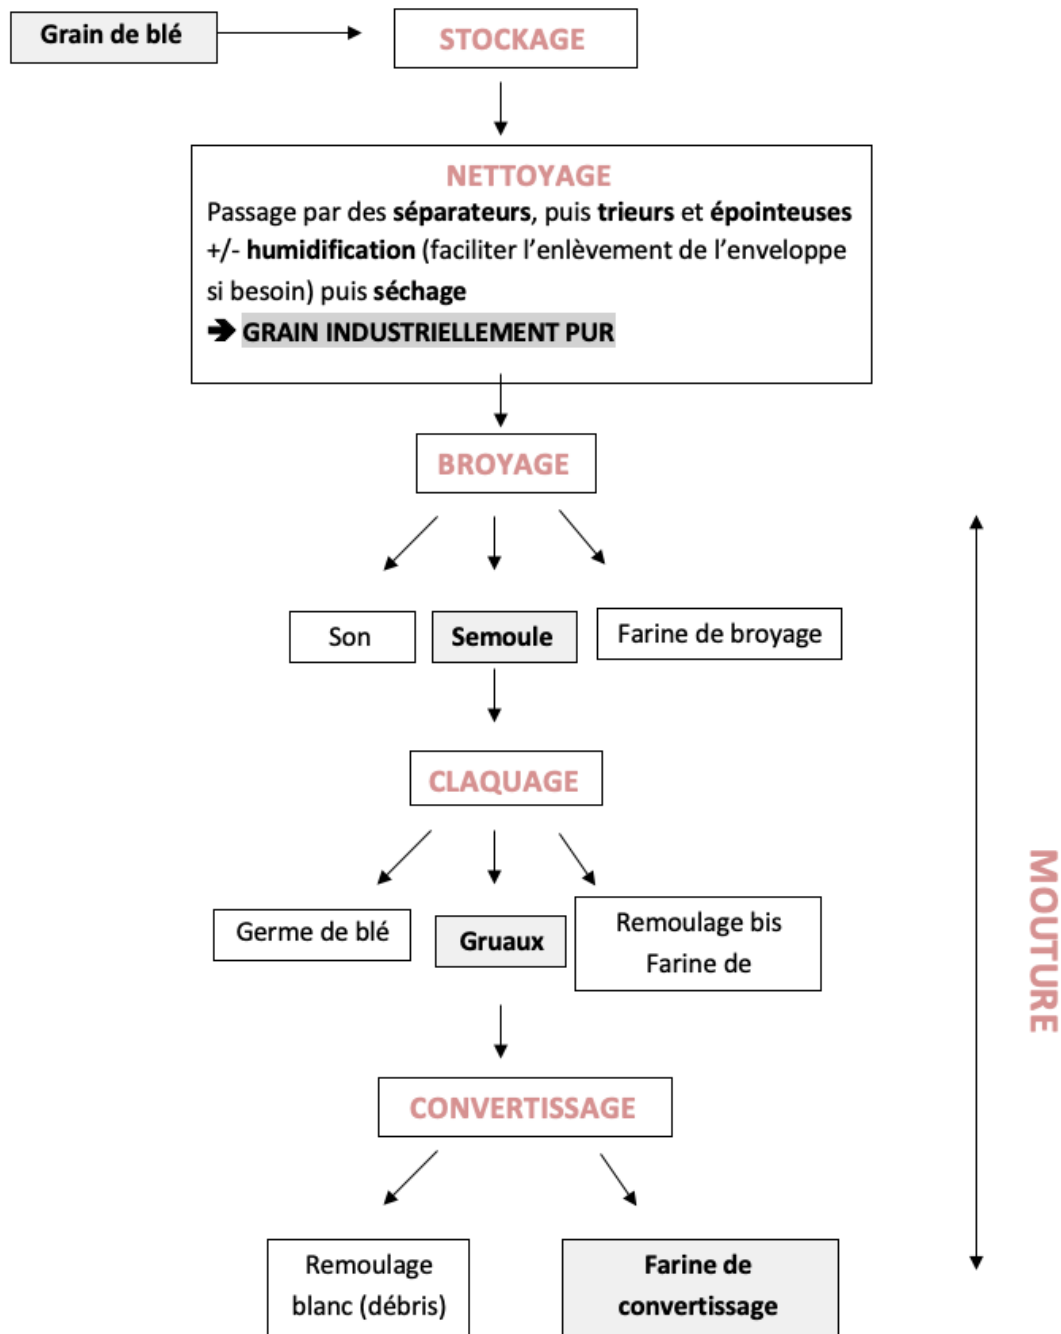 Grain de blé
STOCKAGE
NETTOYAGE
Passage par des séparateurs, puis trieurs et épointeuses
+/- humidification (faciliter l’enlèvement de l’enveloppe
si besoin) puis séchage
➔ GRAIN INDUSTRIELLEMENT PUR
BROYAGE
Son
Semoule
Farine de broyage
CLAQUAGE
Germe de blé
Gruaux
Remoulage bis
Farine de
CONVERTISSAGE
Remoulage
blanc (débris)
Farine de
convertissage
MOUTURE